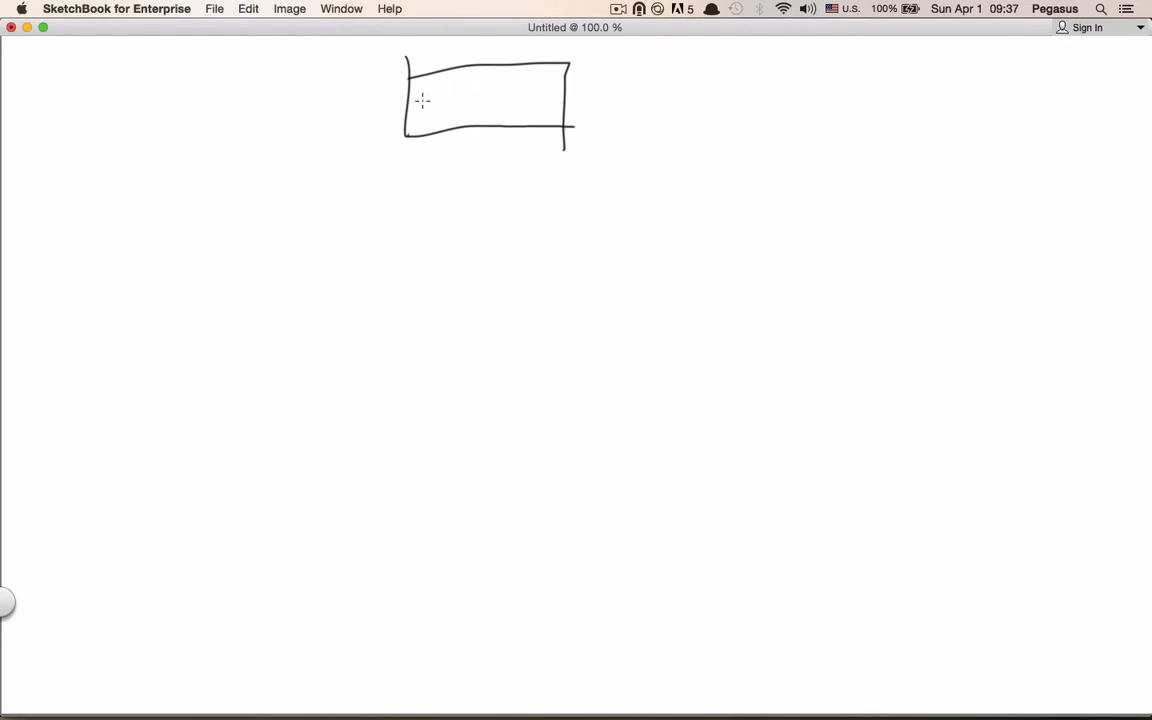 SketchBook for Enterprise File Edit Image Window Help 5 U.S. 100% Sun Apr 1 09:37 Pegasus
Untitled @ 100.0 % Sign In